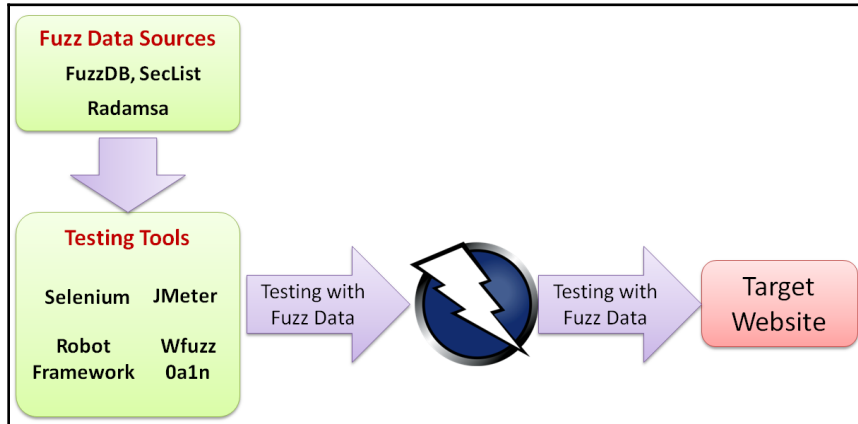 Fuzz Data Sources
FuzzDB, SecList
Radamsa
Testing Tools
Selenium JMeter
Robot Wfuzz
Framework 0a1n
Testing with
Fuzz Data
Testing with
Fuzz Data
Target
Website